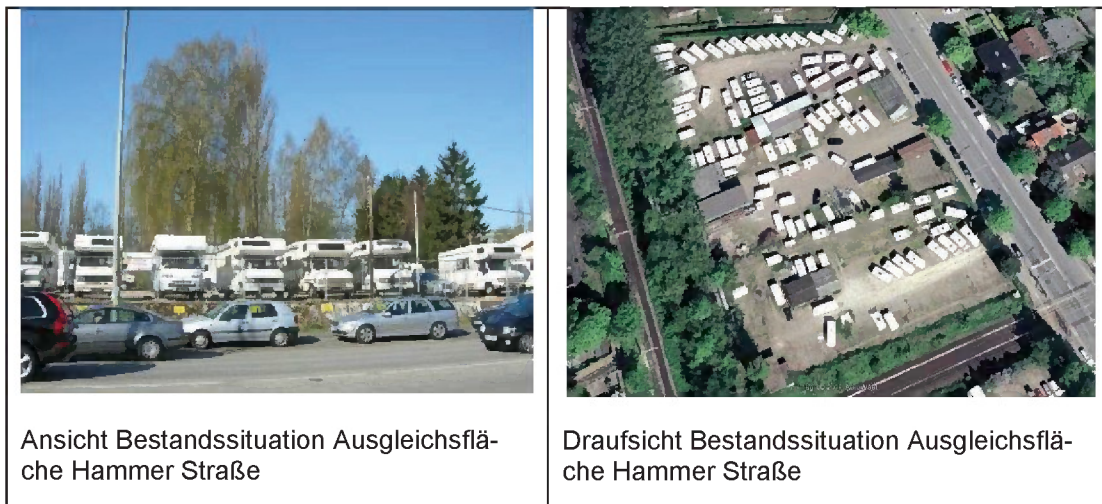 Ansicht Bestandssituation Ausgleichsflä-
che Hammer Straße
Draufsicht Bestandssituation Ausgleichsflä-
che Hammer Straße